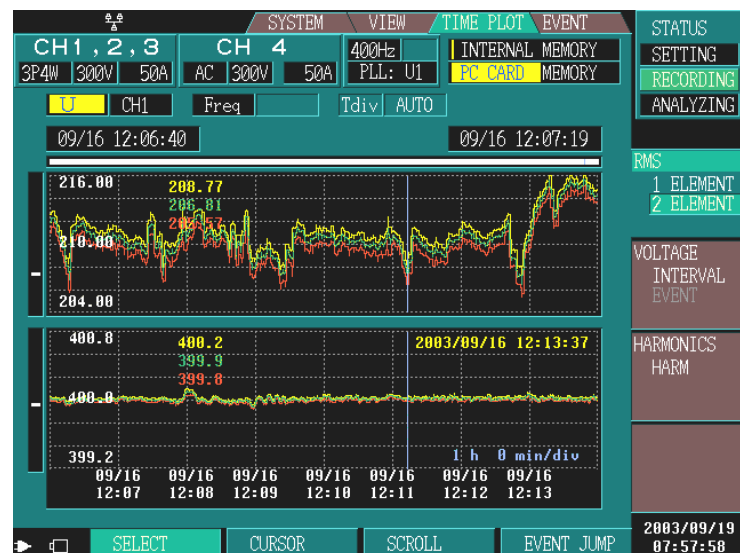 SYSTEM VIEW TIME PLOT EVENT
CH1,2,3 CH 4 400Hz INTERNAL MEMORY
3P4W 300V 50A AC 300V 50A PLL: U1 PC CARD MEMORY
U CH1 Freq Tdiv AUTO
09/16 12:06:40 09/16 12:07:19
216.00 208.77
206.81
210.00
204.00
400.8 400.2 2003/09/16 12:13:37
399.9
399.8
400.0
399.2 1 h 0 min/div
09/16 09/16 09/16 09/16 09/16 09/16 09/16
12:07 12:08 12:09 12:10 12:11 12:12 12:13
SELECT CURSOR SCROLL EVENT JUMP
STATUS
SETTING
RECORDING
ANALYZING
RMS
1 ELEMENT
2 ELEMENT
VOLTAGE
INTERVAL
EVENT
HARMONICS
HARM
2003/09/19
07:57:58